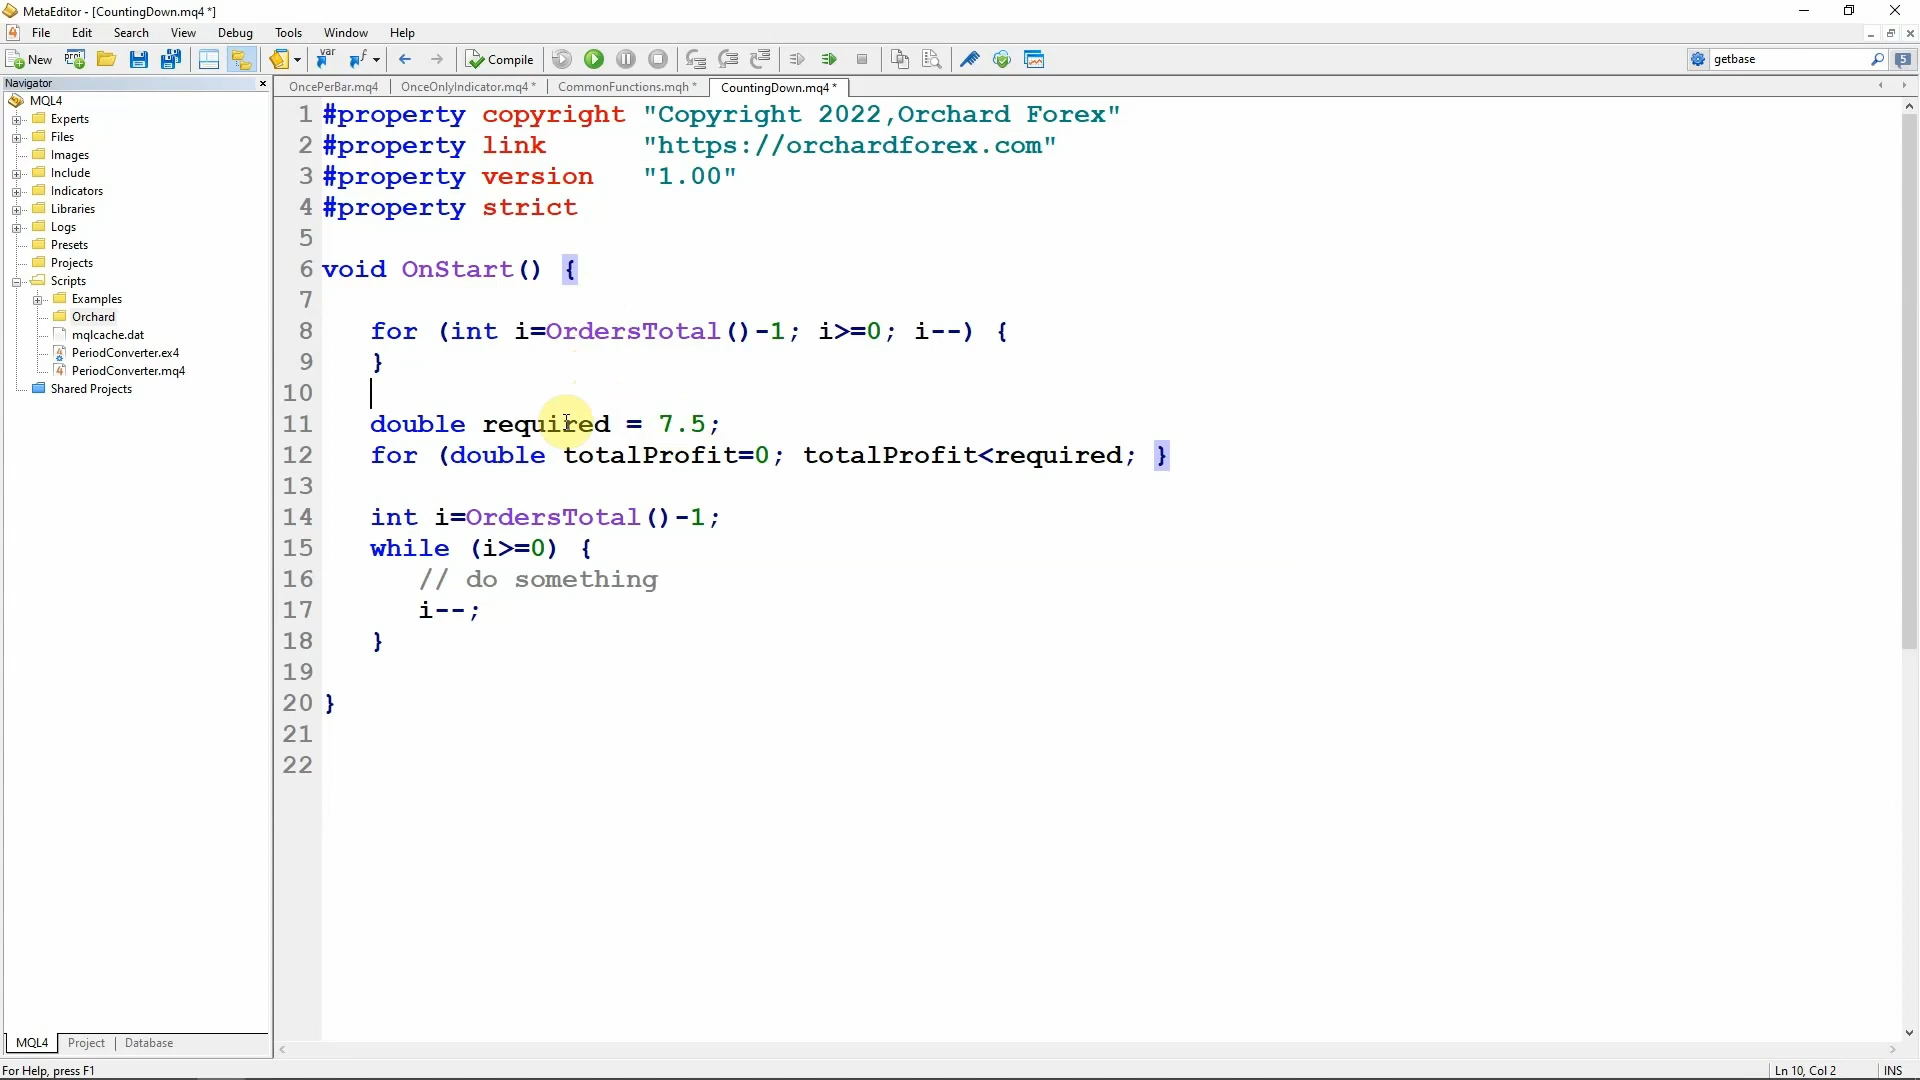 MetaEditor - [CountingDown.mq4 *]
File Edit Search View Debug Tools Window Help
New var Compile getbase 5
Navigator
OncePerBar.mq4 OnceOnlyIndicator.mq4 * CommonFunctions.mqh * CountingDown.mq4 *
MQL4
Experts
Files
Images
Include
Indicators
Libraries
Logs
Presets
Projects
Scripts
Examples
Orchard
mqlcache.dat
PeriodConverter.ex4
PeriodConverter.mq4
Shared Projects
1 #property copyright "Copyright 2022,Orchard Forex"
2 #property link "https://orchardforex.com"
3 #property version "1.00"
4 #property strict
5
6 void OnStart() {
7
8 for (int i=OrdersTotal()-1; i>=0; i--) {
9 }
10
11 double required = 7.5;
12 for (double totalProfit=0; totalProfit<required; }
13
14 int i=OrdersTotal()-1;
15 while (i>=0) {
16 // do something
17 i--;
18 }
19
20 }
21
22
MQL4 Project Database
For Help, press F1 Ln 10, Col 2 INS